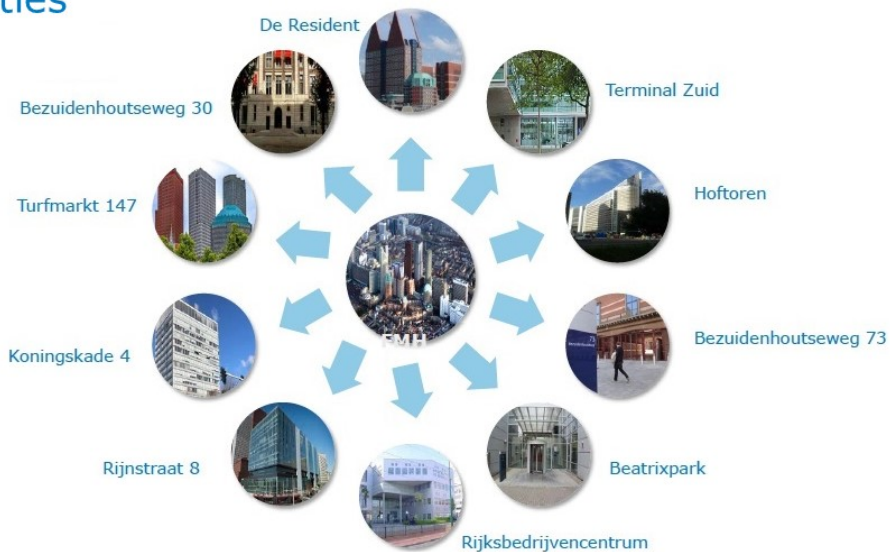 ties
De Resident
Terminal Zuid
Bezuidenhoutseweg 30
Hoftoren
Turfmarkt 147
FMH
Bezuidenhoutseweg 73
Koningskade 4
Rijnstraat 8
Beatrixpark
Rijksbedrijvencentrum